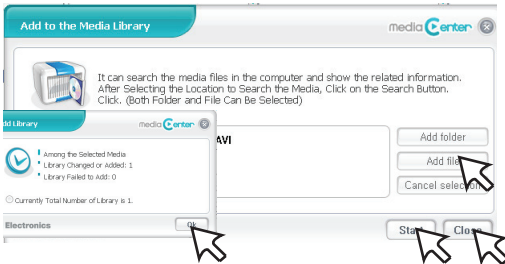 Add to the Media Library
media Center
It can search the media files in the computer and show the related information.
After Selecting the Location to Search the Media, Click on the Search Button.
Click. (Both Folder and File Can Be Selected)
AVI
Add folder
Add file
Cancel selection
Start
Close
dd Library
media Center
Among the Selected Media
Library Changed or Added: 1
Library Failed to Add: 0
Currently Total Number of Library is 1.
Electronics
Ok